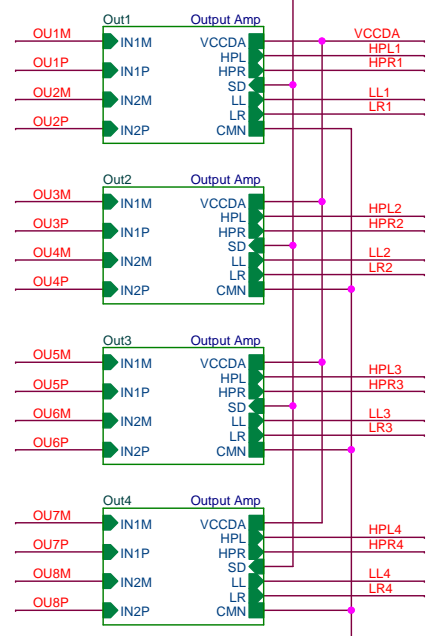 Out1 Output Amp
OU1M IN1M VCCDA VCCDA
HPL HPL1
OU1P IN1P HPR HPR1
SD
OU2M IN2M LL LL1
LR LR1
OU2P IN2P CMN
Out2 Output Amp
OU3M IN1M VCCDA
HPL HPL2
OU3P IN1P HPR HPR2
SD
OU4M IN2M LL LL2
LR LR2
OU4P IN2P CMN
Out3 Output Amp
OU5M IN1M VCCDA
HPL HPL3
OU5P IN1P HPR HPR3
SD
OU6M IN2M LL LL3
LR LR3
OU6P IN2P CMN
Out4 Output Amp
OU7M IN1M VCCDA
HPL HPL4
OU7P IN1P HPR HPR4
SD
OU8M IN2M LL LL4
LR LR4
OU8P IN2P CMN